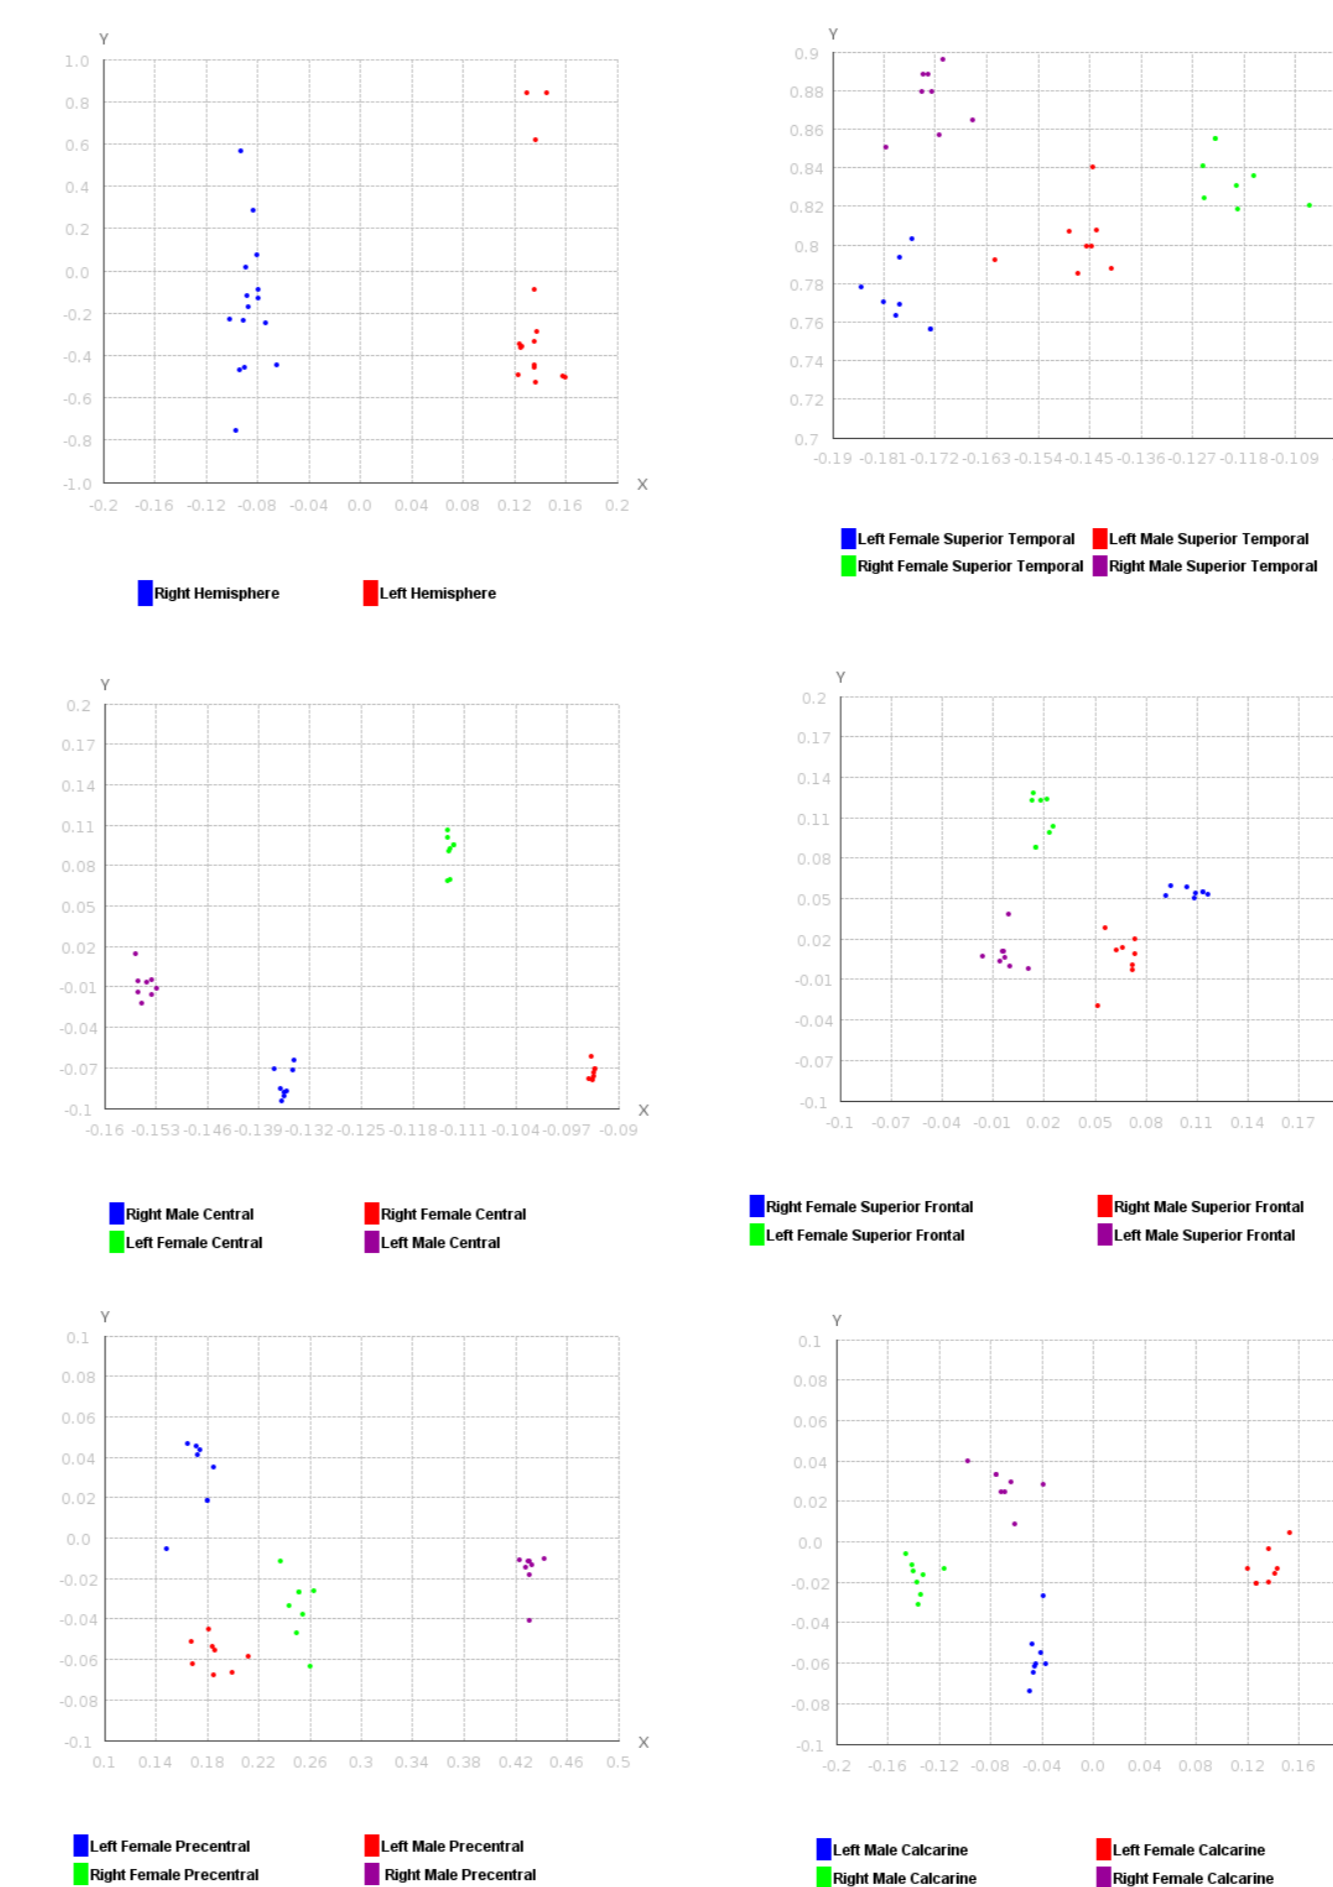 Y
1.0
0.8
0.6
0.4
0.2
0.0
-0.2
-0.4
-0.6
-0.8
-1.0
X
-0.2 -0.16 -0.12 -0.08 -0.04 0.0 0.04 0.08 0.12 0.16 0.2
Right Hemisphere Left Hemisphere
Y
0.9
0.88
0.86
0.84
0.82
0.8
0.78
0.76
0.74
0.72
0.7
-0.19 -0.181 -0.172 -0.163 -0.154 -0.145 -0.136 -0.127 -0.118 -0.109
Left Female Superior Temporal Left Male Superior Temporal
Right Female Superior Temporal Right Male Superior Temporal
Y
0.2
0.17
0.14
0.11
0.08
0.05
0.02
-0.01
-0.04
-0.07
-0.1
X
-0.16 -0.153 -0.146 -0.139 -0.132 -0.125 -0.118 -0.111 -0.104 -0.097 -0.09
Right Male Central Right Female Central
Left Female Central Left Male Central
Y
0.2
0.17
0.14
0.11
0.08
0.05
0.02
-0.01
-0.04
-0.07
-0.1
-0.1 -0.07 -0.04 -0.01 0.02 0.05 0.08 0.11 0.14 0.17
Right Female Superior Frontal Right Male Superior Frontal
Left Female Superior Frontal Left Male Superior Frontal
Y
0.1
0.08
0.06
0.04
0.02
0.0
-0.02
-0.04
-0.06
-0.08
-0.1
X
0.1 0.14 0.18 0.22 0.26 0.3 0.34 0.38 0.42 0.46 0.5
Left Female Precentral Left Male Precentral
Right Female Precentral Right Male Precentral
Y
0.1
0.08
0.06
0.04
0.02
0.0
-0.02
-0.04
-0.06
-0.08
-0.1
-0.2 -0.16 -0.12 -0.08 -0.04 0.0 0.04 0.08 0.12 0.16
Left Male Calcarine Left Female Calcarine
Right Male Calcarine Right Female Calcarine